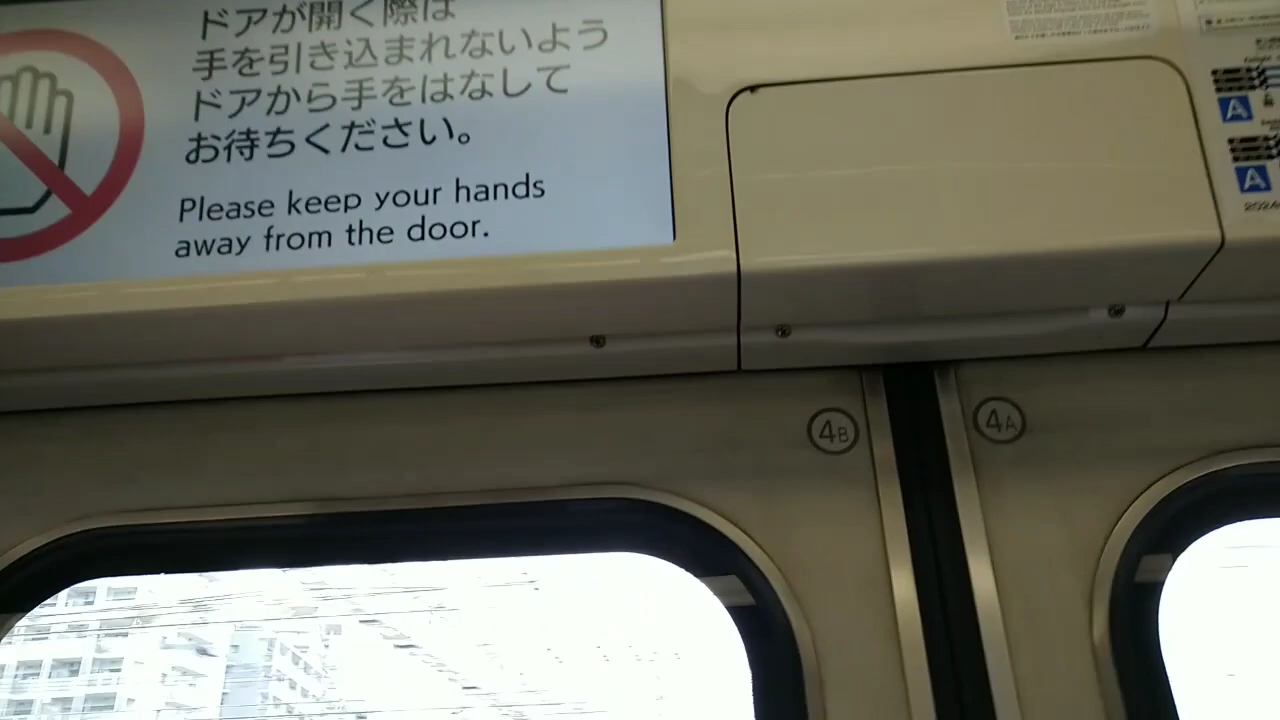 ドアが開く際は
手を引き込まれないよう
ドアから手をはなして
お待ちください。
Please keep your hands
away from the door.
A
A
2024
4B
4A